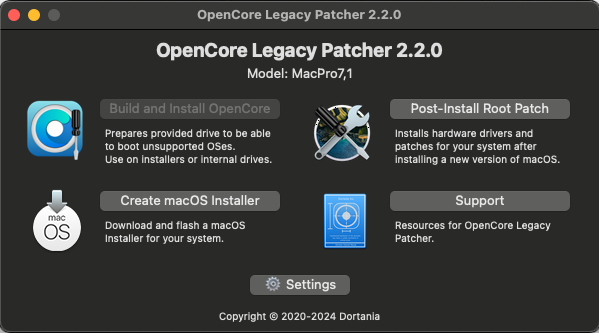 OpenCore Legacy Patcher 2.2.0
OpenCore Legacy Patcher 2.2.0
Model: MacPro7,1
Build and Install OpenCore
Prepares provided drive to be able
to boot unsupported OSes.
Use on installers or internal drives.
Post-Install Root Patch
Installs hardware drivers and
patches for your system after
installing a new version of macOS.
mac
OS
Create macOS Installer
Download and flash a macOS
Installer for your system.
Support
Resources for OpenCore Legacy
Patcher.
Settings
Copyright © 2020-2024 Dortania